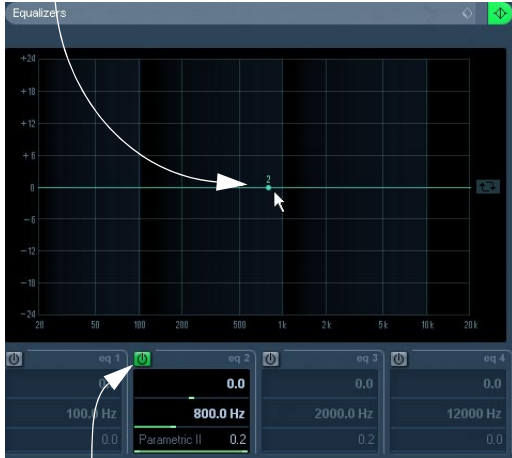 Equalizers
+24
+18
+12
+6
0
-6
-12
-18
-24
2
20 50 100 200 500 1k 2k 5k 10k 20k
eq 1 eq 2 eq 3 eq 4
0.0 0.0 0.0
100.0 Hz 800.0 Hz 2000.0 Hz 12000 Hz
0.0 Parametric II 0.2 0.2 0.0